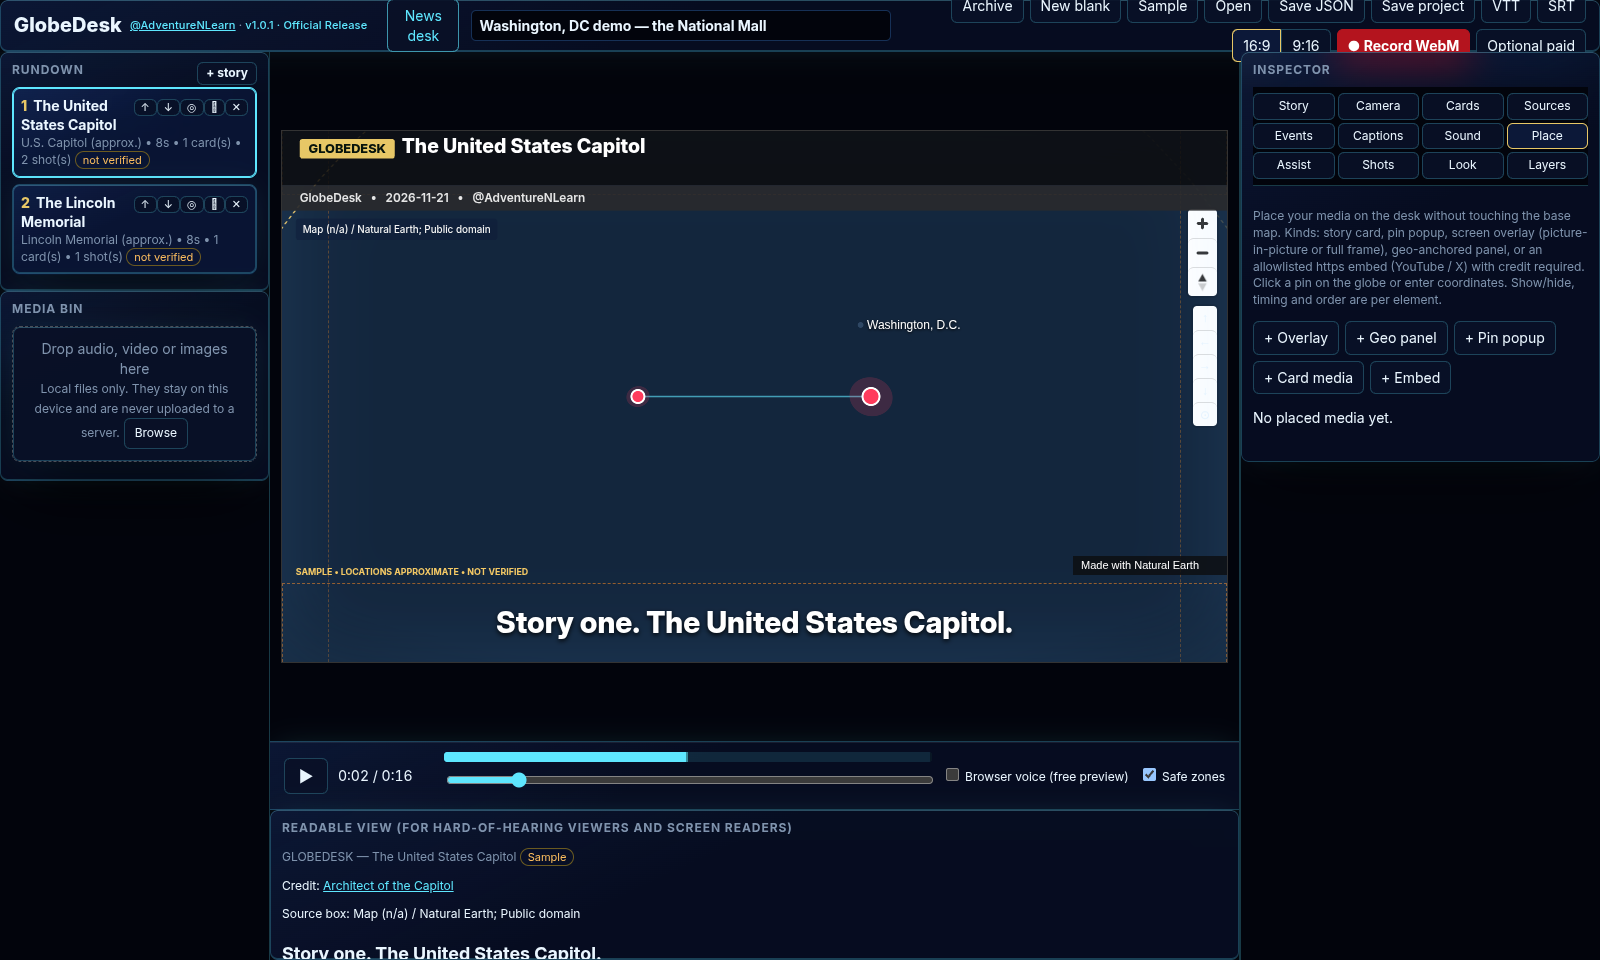 GlobeDesk @AdventureNLearn · v1.0.1 · Official Release
News desk
Washington, DC demo — the National Mall
Archive New blank Sample Open Save JSON Save project VTT SRT
16:9 9:16 Record WebM Optional paid
RUNDOWN
+ story
1 The United States Capitol
↑ ↓ ◎ ✕
U.S. Capitol (approx.) • 8s • 1 card(s) •
2 shot(s) not verified
2 The Lincoln Memorial
↑ ↓ ◎ ✕
Lincoln Memorial (approx.) • 8s • 1
card(s) • 1 shot(s) not verified
MEDIA BIN
Drop audio, video or images
here
Local files only. They stay on this
device and are never uploaded to a
server. Browse
GLOBEDESK The United States Capitol
GlobeDesk • 2026-11-21 • @AdventureNLearn
Map (n/a) / Natural Earth; Public domain
Washington, D.C.
SAMPLE • LOCATIONS APPROXIMATE • NOT VERIFIED
Made with Natural Earth
Story one. The United States Capitol.
0:02 / 0:16
Browser voice (free preview)
Safe zones
READABLE VIEW (FOR HARD-OF-HEARING VIEWERS AND SCREEN READERS)
GLOBEDESK — The United States Capitol Sample
Credit: Architect of the Capitol
Source box: Map (n/a) / Natural Earth; Public domain
Story one. The United States Capitol.
INSPECTOR
Story Camera Cards Sources
Events Captions Sound Place
Assist Shots Look Layers
Place your media on the desk without touching the base
map. Kinds: story card, pin popup, screen overlay (picture-
in-picture or full frame), geo-anchored panel, or an
allowlisted https embed (YouTube / X) with credit required.
Click a pin on the globe or enter coordinates. Show/hide,
timing and order are per element.
+ Overlay + Geo panel + Pin popup
+ Card media + Embed
No placed media yet.